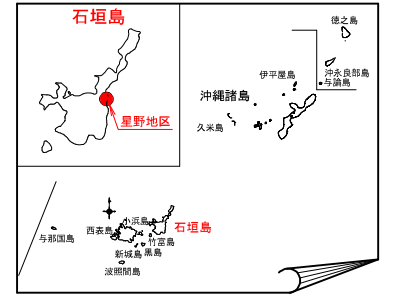 石垣島
星野地区
徳之島
沖永良部島
与論島
伊平屋島
沖縄諸島
久米島
小浜島
石垣島
西表島
与那国島
竹富島
新城島
黒島
波照間島